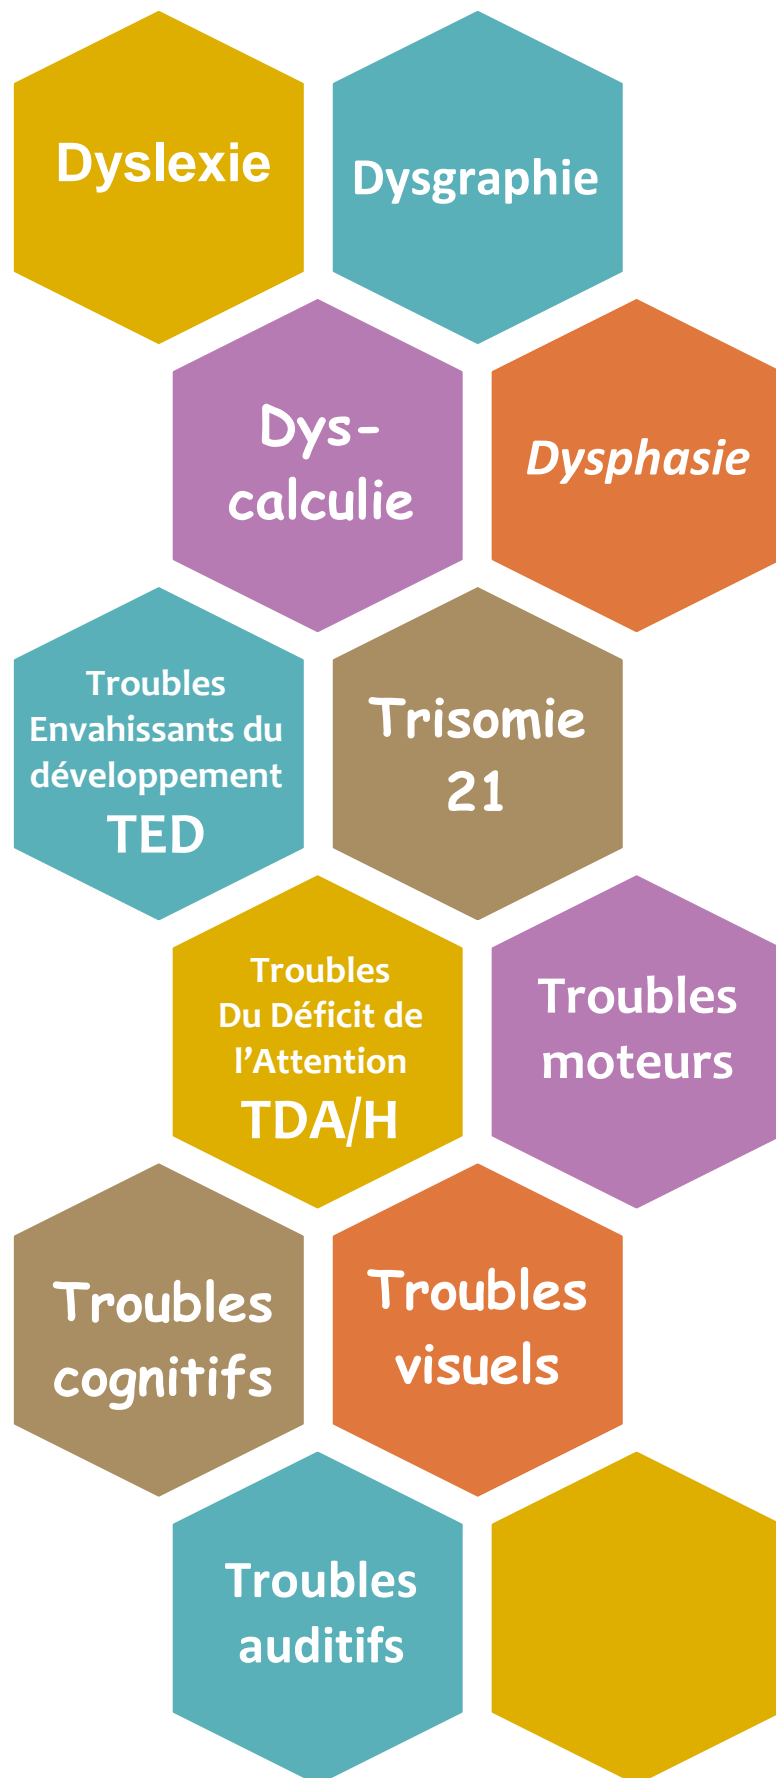 Dyslexie
Dysgraphie
Dys-
calculie
Dysphasie
Troubles
Envahissants du
développement
TED
Trisomie
21
Troubles
Du Déficit de
l’Attention
TDA/H
Troubles
moteurs
Troubles
cognitifs
Troubles
visuels
Troubles
auditifs